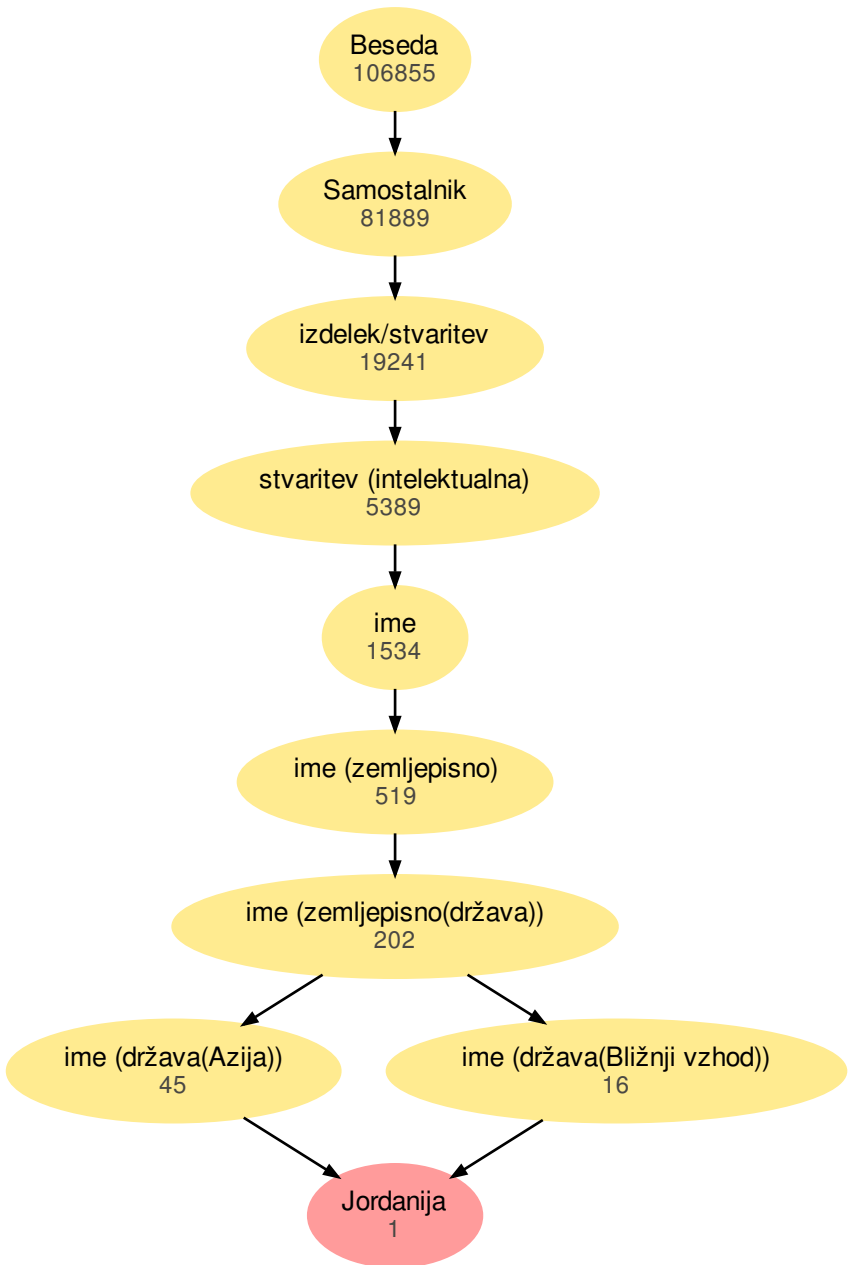 Beseda
106855
Samostalnik
81889
izdelek/stvaritev
19241
stvaritev (intelektualna)
5389
ime
1534
ime (zemljepisno)
519
ime (zemljepisno(država))
202
ime (država(Azija))
45
ime (država(Bližnji vzhod))
16
Jordanija
1